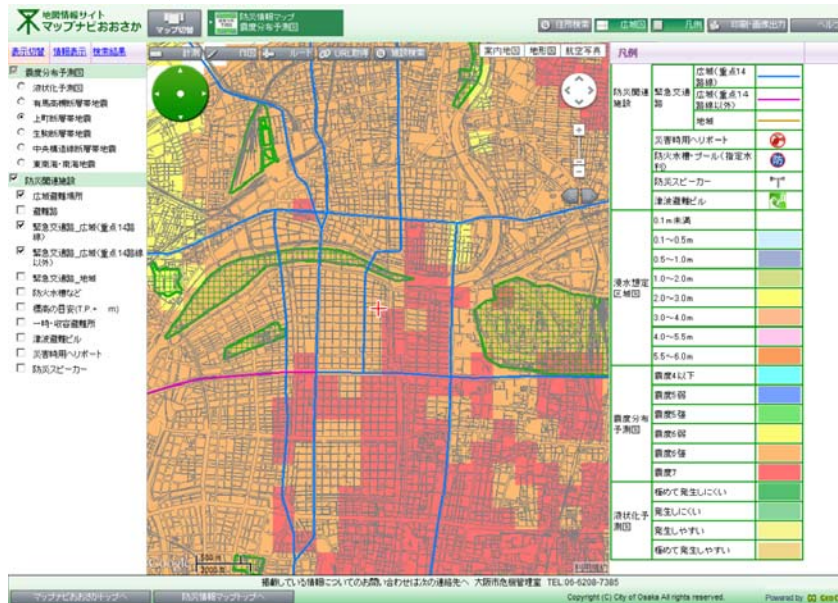 地図情報サイト
マップナビおおさか
マップ切替
防災情報マップ
震度分布予測図
住所検索
広域図
凡例
印刷・画像出力
ヘル
表示切替 情報表示 検索結果
震度分布予測図
液状化予測図
有馬高槻断層帯地震
上町断層帯地震
生駒断層帯地震
中央構造線断層帯地震
東南海・南海地震
防災関連施設
広域避難場所
避難路
緊急交通路_広域(重点14路
線)
緊急交通路_広域(重点14路線
以外)
緊急交通路_地域
防火水槽など
標高の目安(T.P.+ m)
一時・収容避難所
津波避難ビル
災害時用ヘリポート
防災スピーカー
計測
作図
ルート
URL取得
施設検索
案内地図 地形図 航空写真
Google
500 m
2000 ft
凡例
防災関連施設
緊急交通路
広域(重点14
路線)
広域(重点14
路線以外)
地域
災害時用ヘリポート
防火水槽・プール(指定水
利)
防
防災スピーカー
津波避難ビル
浸水想定
区域図
0.1m未満
0.1～0.5m
0.5～1.0m
1.0～2.0m
2.0～3.0m
3.0～4.0m
4.0～5.5m
5.5～6.0m
震度分布
予測図
震度4以下
震度5弱
震度5強
震度6弱
震度6強
震度7
液状化予
測図
極めて発生しにくい
発生しにくい
発生しやすい
極めて発生しやすい
掲載している情報についてのお問い合わせは次の連絡先へ 大阪市危機管理室 TEL.06-6208-7385
マップナビおおさかトップへ
防災情報マップトップへ
Copyright (C) City of Osaka All rights reserved.
Powered by